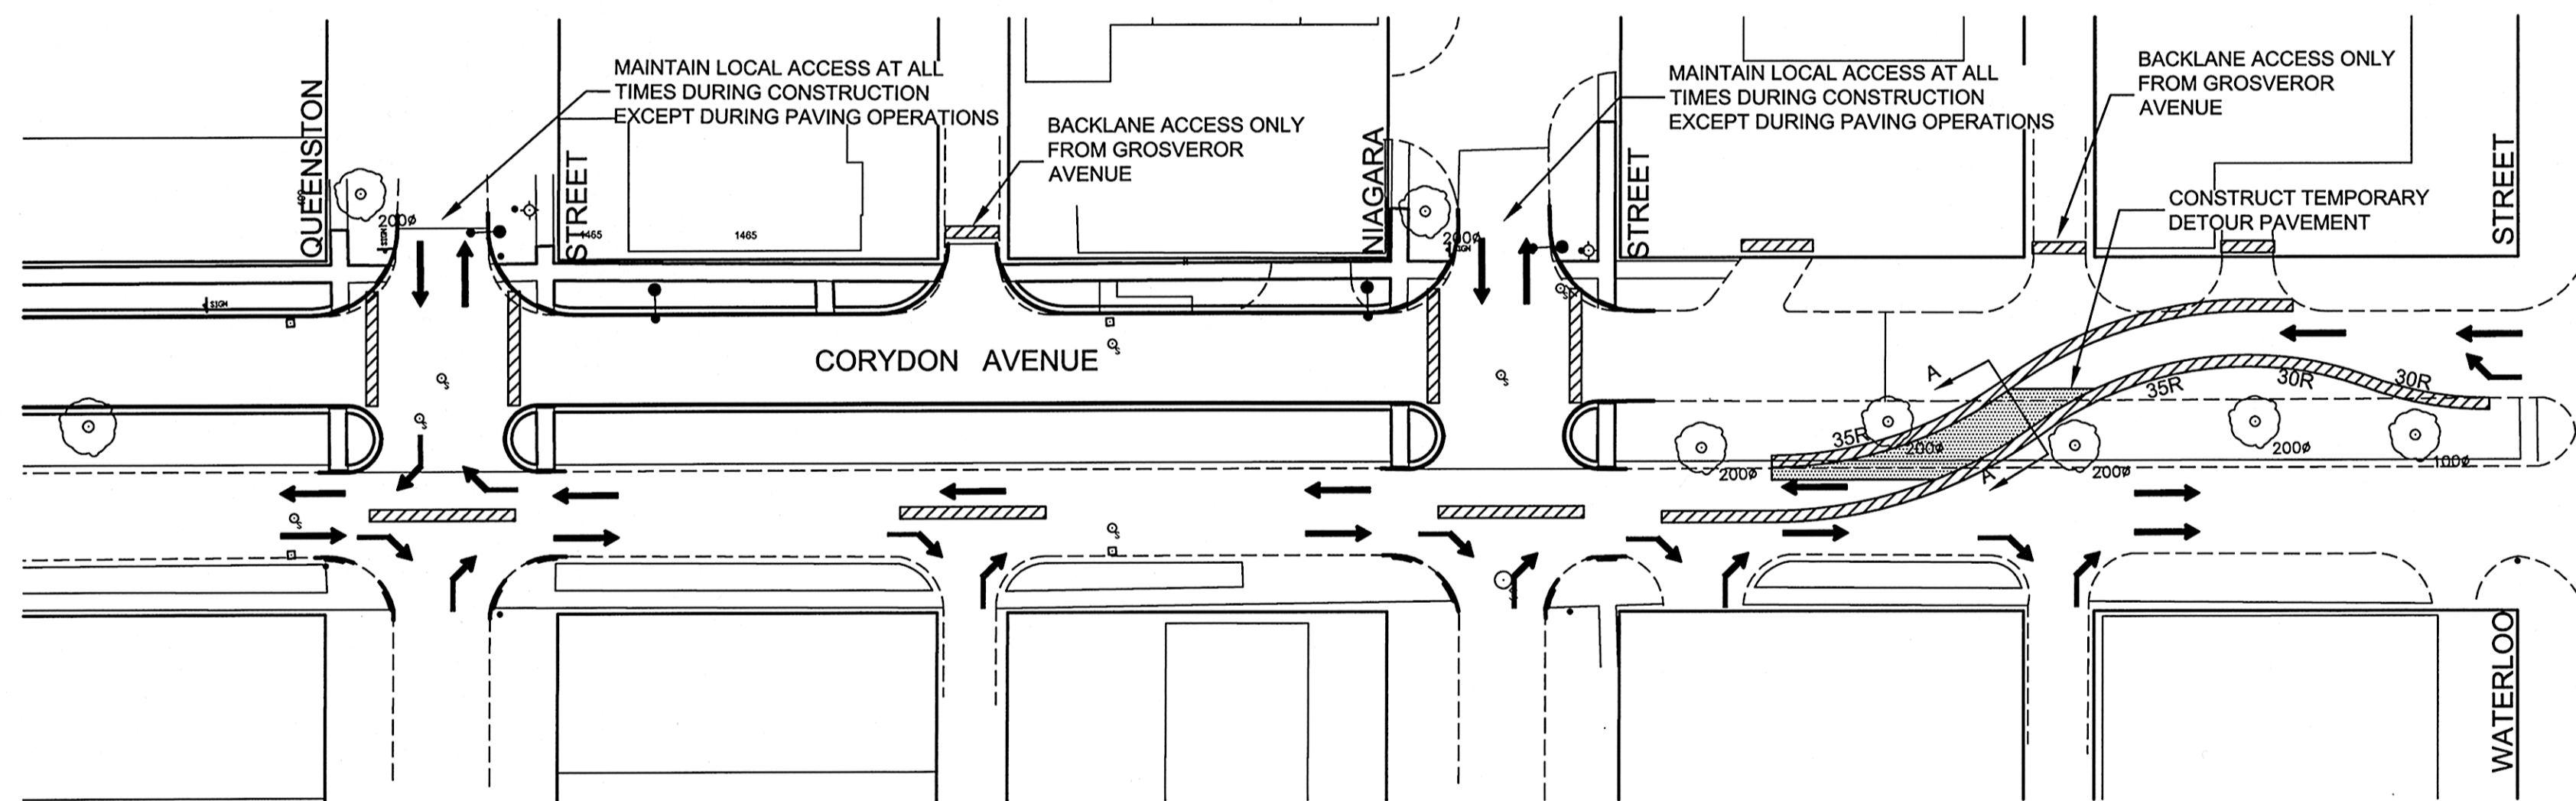 MAINTAIN LOCAL ACCESS AT ALL
TIMES DURING CONSTRUCTION
EXCEPT DURING PAVING OPERATIONS
BACKLANE ACCESS ONLY
FROM GROSVEROR
AVENUE
MAINTAIN LOCAL ACCESS AT ALL
TIMES DURING CONSTRUCTION
EXCEPT DURING PAVING OPERATIONS
BACKLANE ACCESS ONLY
FROM GROSVEROR
AVENUE
CONSTRUCT TEMPORARY
DETOUR PAVEMENT
QUEENSTON
STREET
NIAGARA
STREET
STREET
200ø
SIGN
1465
1465
200ø
SIGN
SIGN
CORYDON AVENUE
A
A
35R
35R
30R
30R
200ø
200ø
200ø
200ø
100ø
S
S
S
S
S
S
S
S
WATERLOO